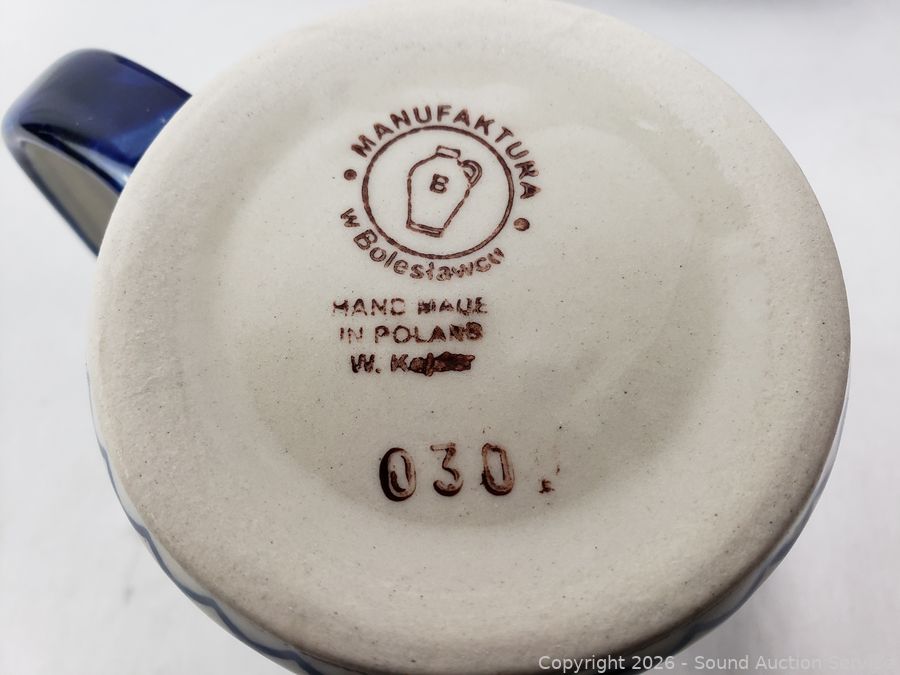 MANUFAKTURA
B
w Bolesławcu
HAND MADE
IN POLAND
W.
030
Copyright 2026 - Sound Auction Service